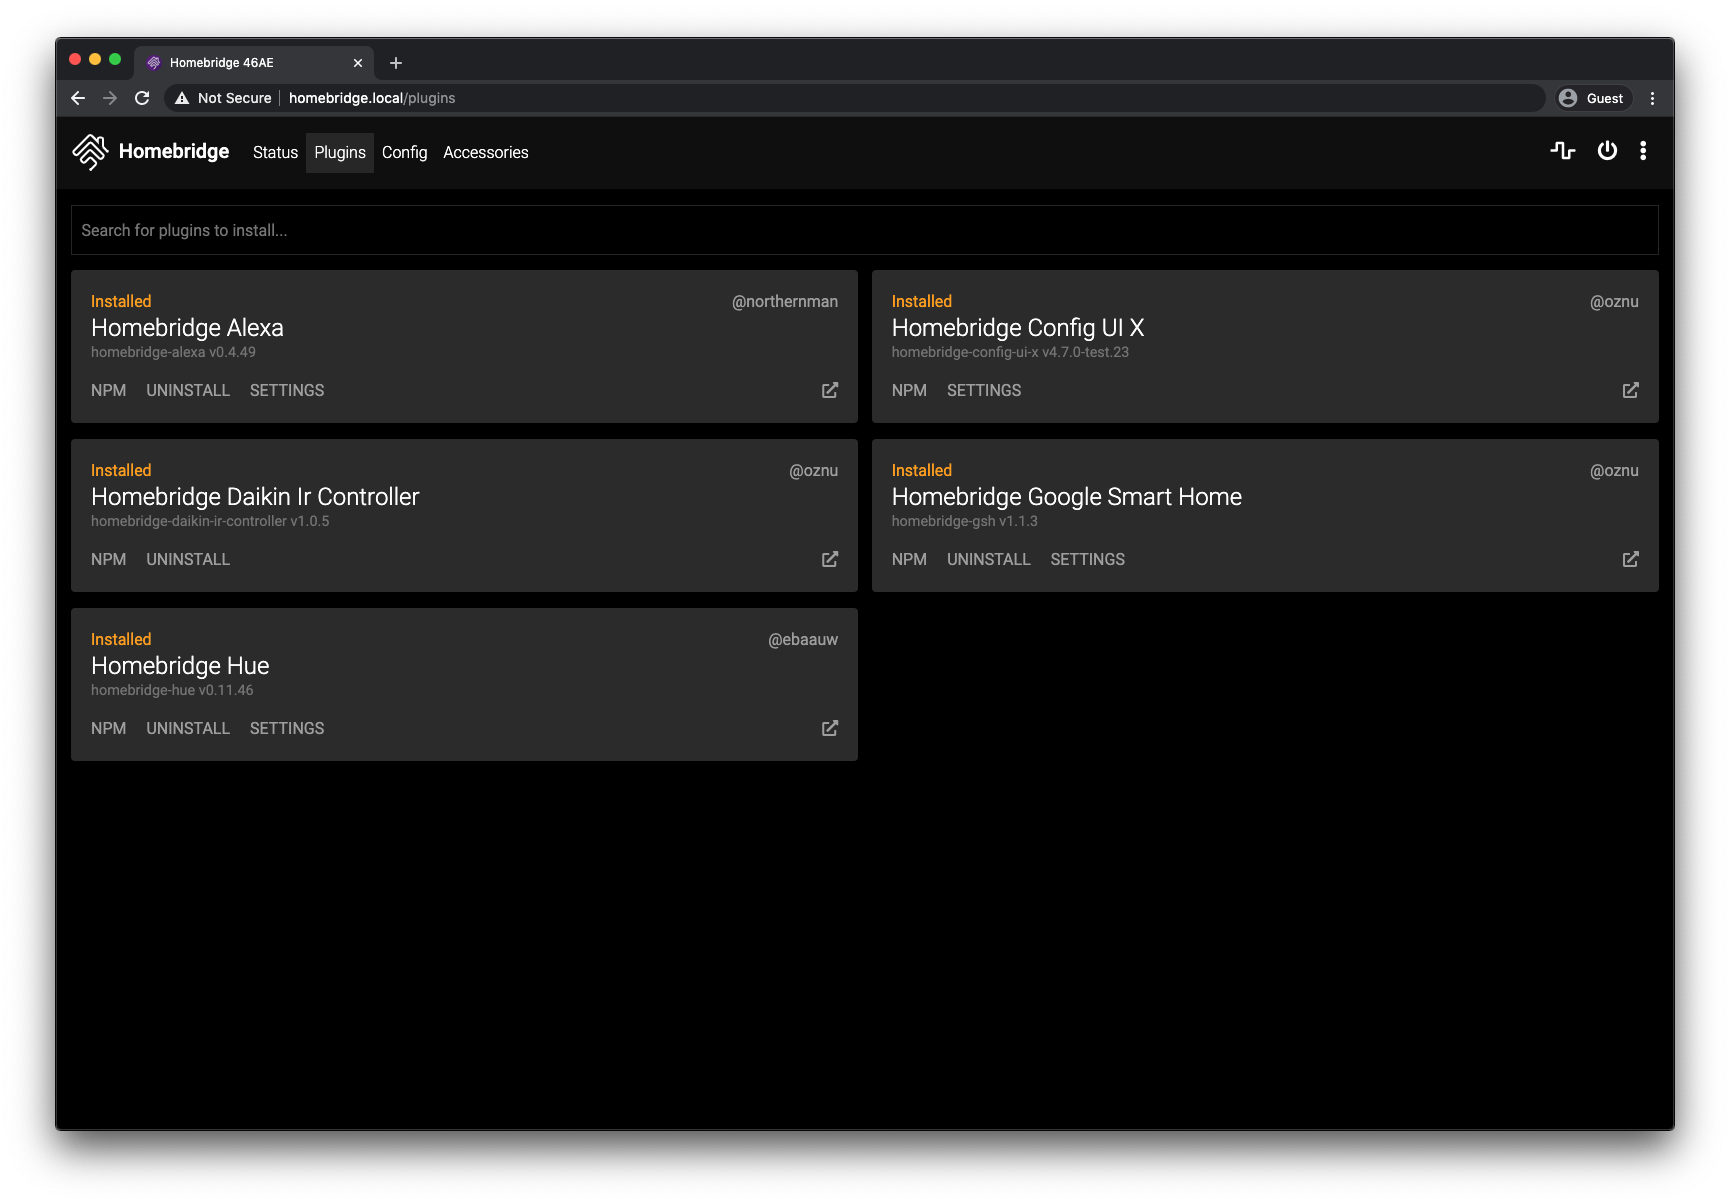 Homebridge 46AE
Not Secure homebridge.local/plugins Guest
Homebridge Status Plugins Config Accessories
Search for plugins to install...
Installed @northernman
Homebridge Alexa
homebridge-alexa v0.4.49
NPM UNINSTALL SETTINGS
Installed @oznu
Homebridge Config UI X
homebridge-config-ui-x v4.7.0-test.23
NPM SETTINGS
Installed @oznu
Homebridge Daikin Ir Controller
homebridge-daikin-ir-controller v1.0.5
NPM UNINSTALL
Installed @oznu
Homebridge Google Smart Home
homebridge-gsh v1.1.3
NPM UNINSTALL SETTINGS
Installed @ebaauw
Homebridge Hue
homebridge-hue v0.11.46
NPM UNINSTALL SETTINGS